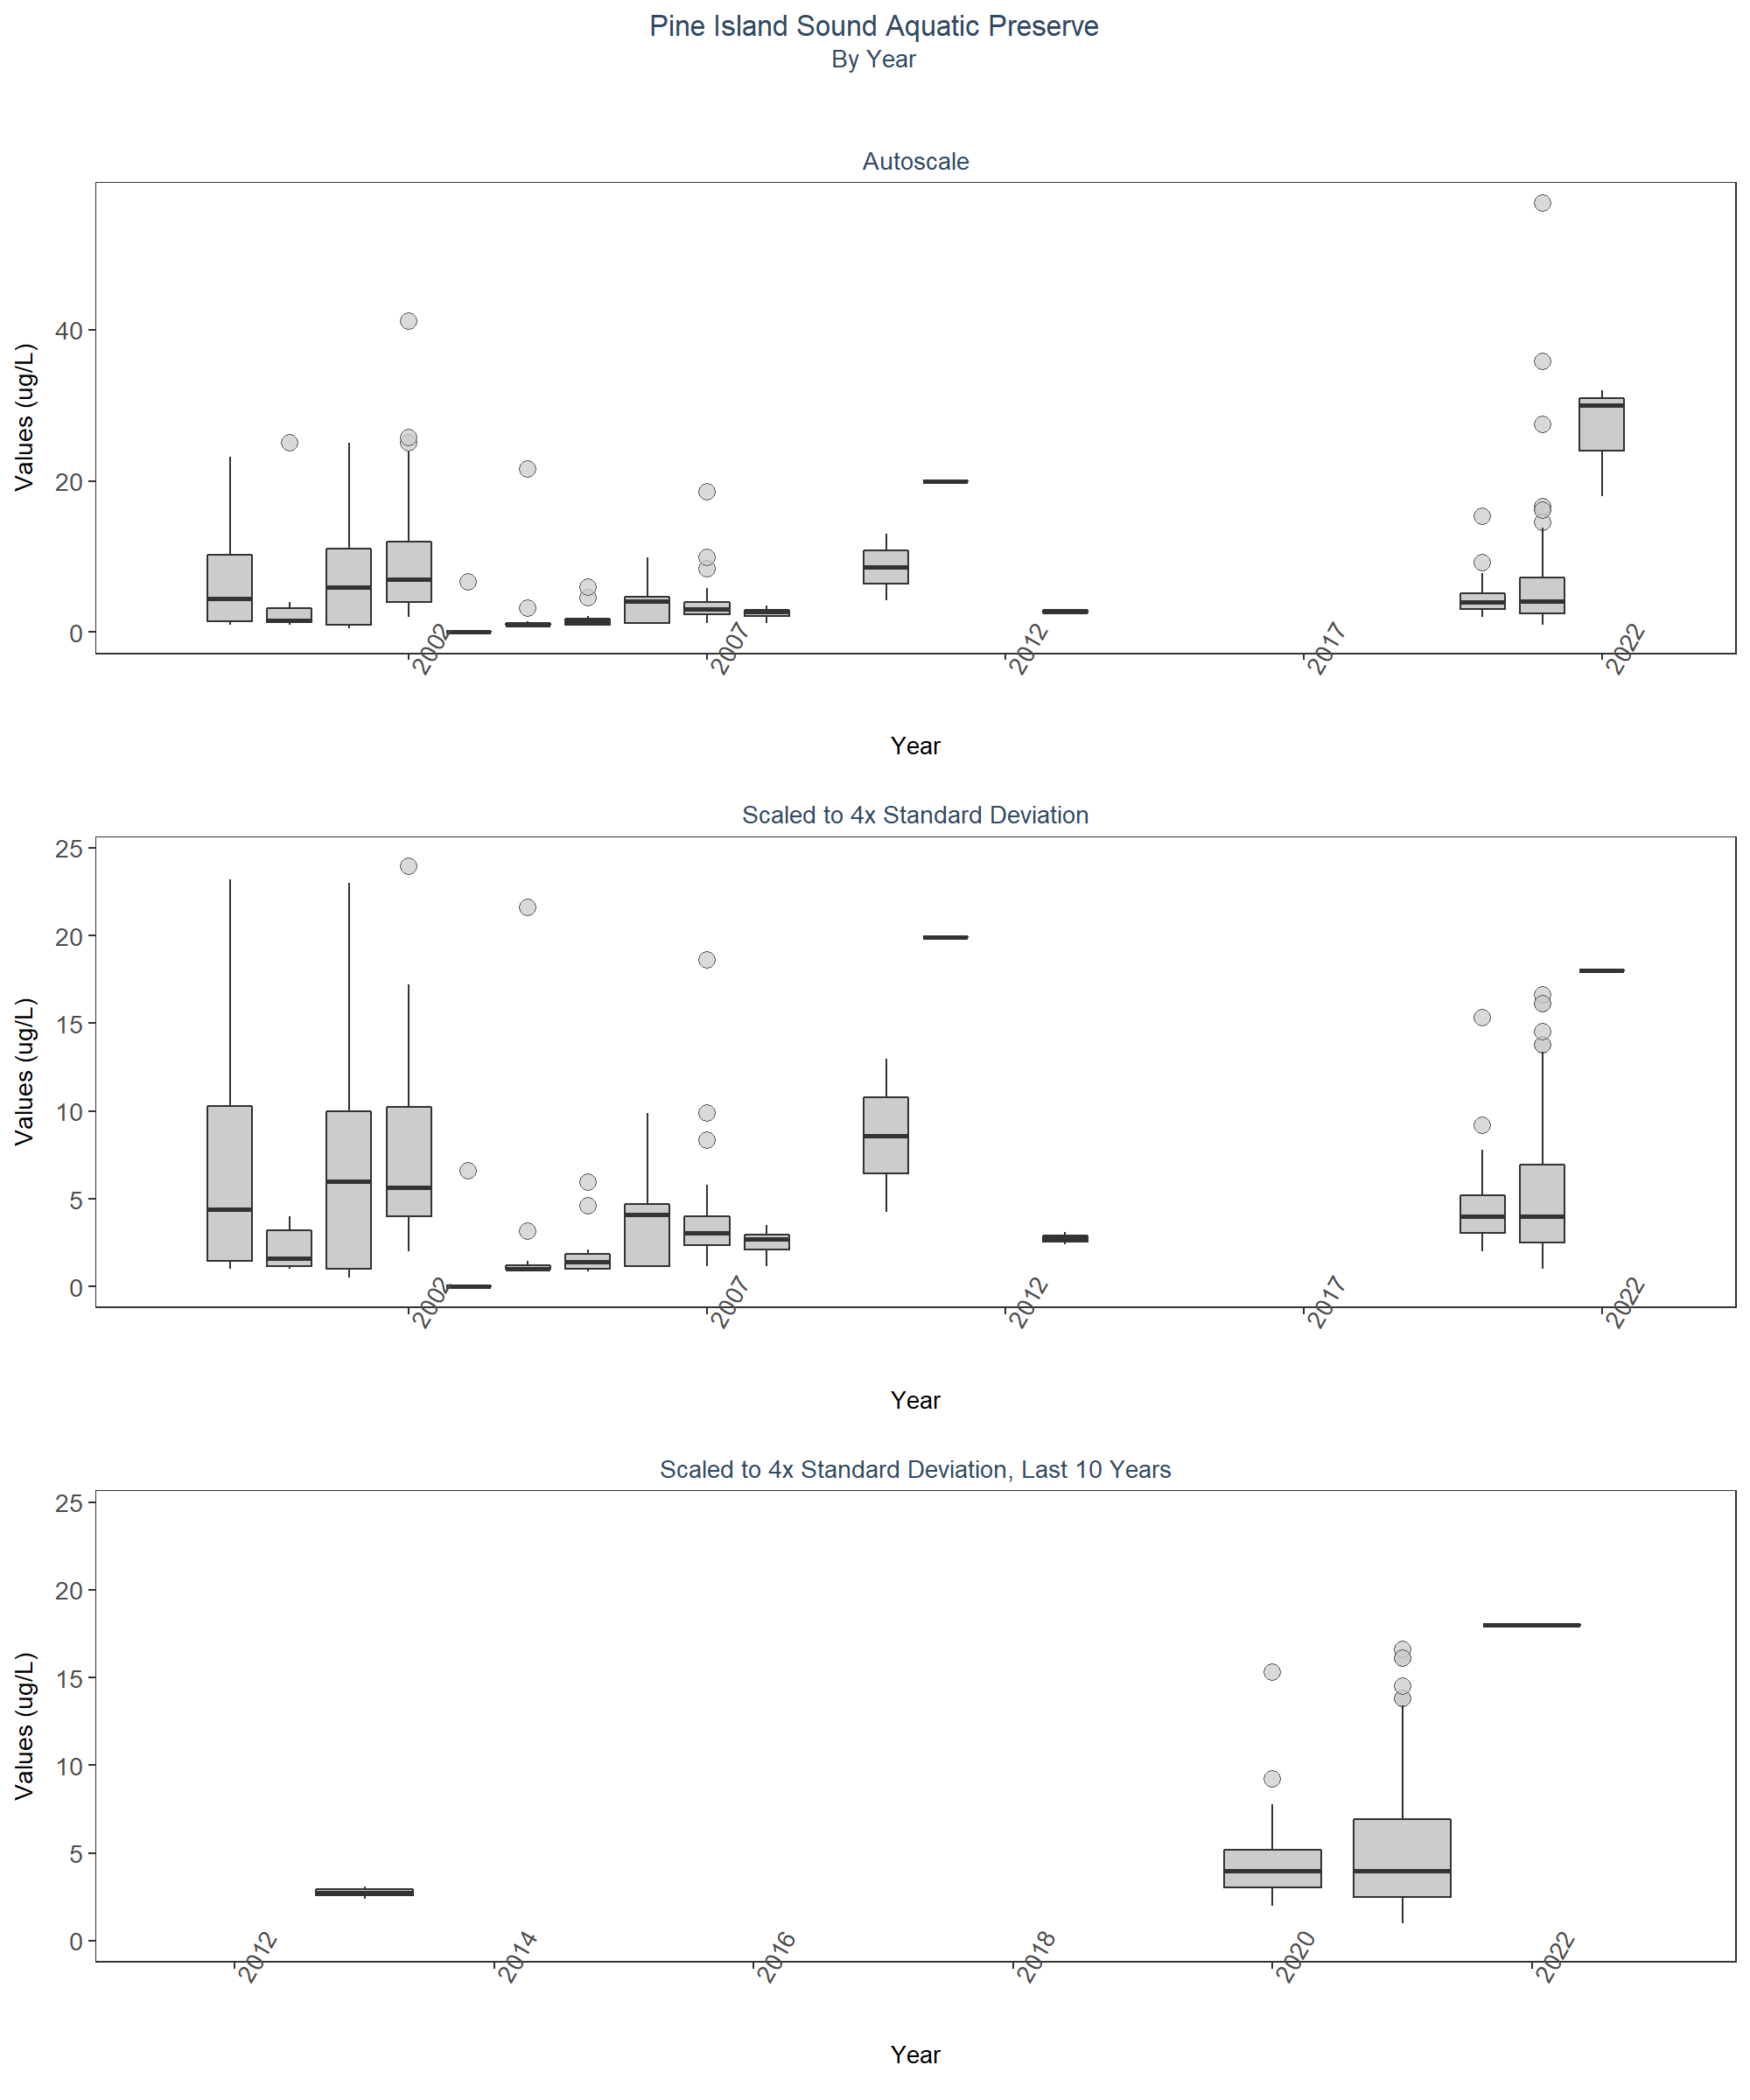 Pine Island Sound Aquatic Preserve
By Year
Autoscale
Values (ug/L)
40
20
0
2002 2007 2012 2017 2022
Year
Scaled to 4x Standard Deviation
Values (ug/L)
25
20
15
10
5
0
2002 2007 2012 2017 2022
Year
Scaled to 4x Standard Deviation, Last 10 Years
Values (ug/L)
25
20
15
10
5
0
2012 2014 2016 2018 2020 2022
Year